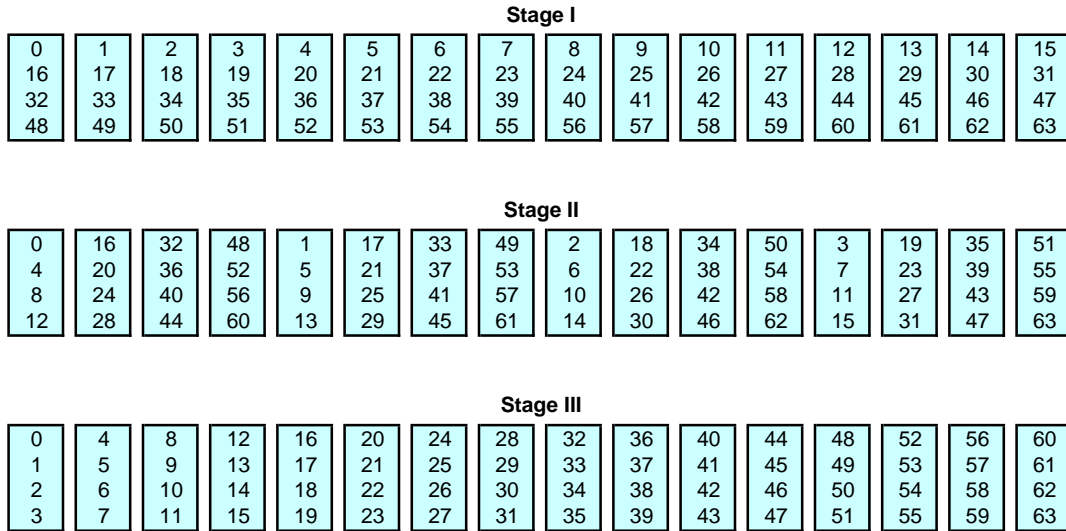 Stage I
0 1 2 3 4 5 6 7 8 9 10 11 12 13 14 15
16 17 18 19 20 21 22 23 24 25 26 27 28 29 30 31
32 33 34 35 36 37 38 39 40 41 42 43 44 45 46 47
48 49 50 51 52 53 54 55 56 57 58 59 60 61 62 63
Stage II
0 16 32 48 1 17 33 49 2 18 34 50 3 19 35 51
4 20 36 52 5 21 37 53 6 22 38 54 7 23 39 55
8 24 40 56 9 25 41 57 10 26 42 58 11 27 43 59
12 28 44 60 13 29 45 61 14 30 46 62 15 31 47 63
Stage III
0 4 8 12 16 20 24 28 32 36 40 44 48 52 56 60
1 5 9 13 17 21 25 29 33 37 41 45 49 53 57 61
2 6 10 14 18 22 26 30 34 38 42 46 50 54 58 62
3 7 11 15 19 23 27 31 35 39 43 47 51 55 59 63